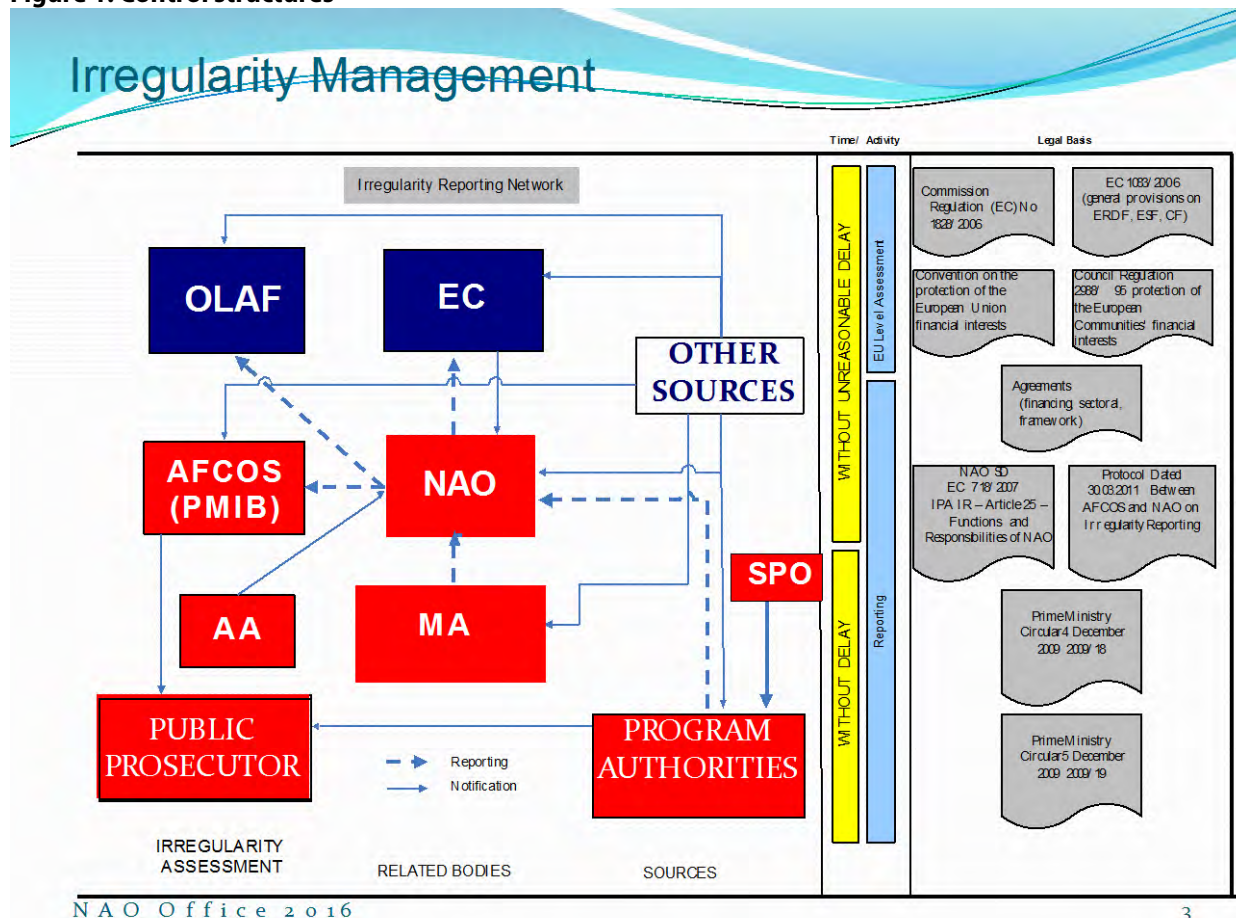 Figure 1. Control structures
Irregularity Management
Time/ Activity
Legal Basis
Irregularity Reporting Network
OLAF
EC
OTHER
SOURCES
AFCOS
(PMIB)
NAO
SPO
AA
MA
PUBLIC
PROSECUTOR
PROGRAM
AUTHORITIES
Reporting
Notification
IRREGULARITY
ASSESSMENT
RELATED BODIES
SOURCES
WITHOUT UNREASONABLE DELAY
WITHOUT DELAY
EU Level Assessment
Reporting
Commission
Regulation (EC) No
1828/ 2006
EC 1083/ 2006
(general provisions on
ERDF, ESF, CF)
Convention on the
protection of the
European Union
financial interests
Council Regulation
2988/ 95 protection of
the European
Communities' financial
interests
Agreements
(financing, sectoral,
framework)
NAO SD
EC 718/ 2007
IPA IR – Article 25 –
Functions and
Responsbilities of NAO
Protocol Dated
30.03.2011 Between
AFCOS and NAO on
Irregularity Reporting
Prime Ministry
Circular 4 December
2009 2009/ 18
Prime Ministry
Circular 5 December
2009 2009/ 19
NAO Office 2016
3